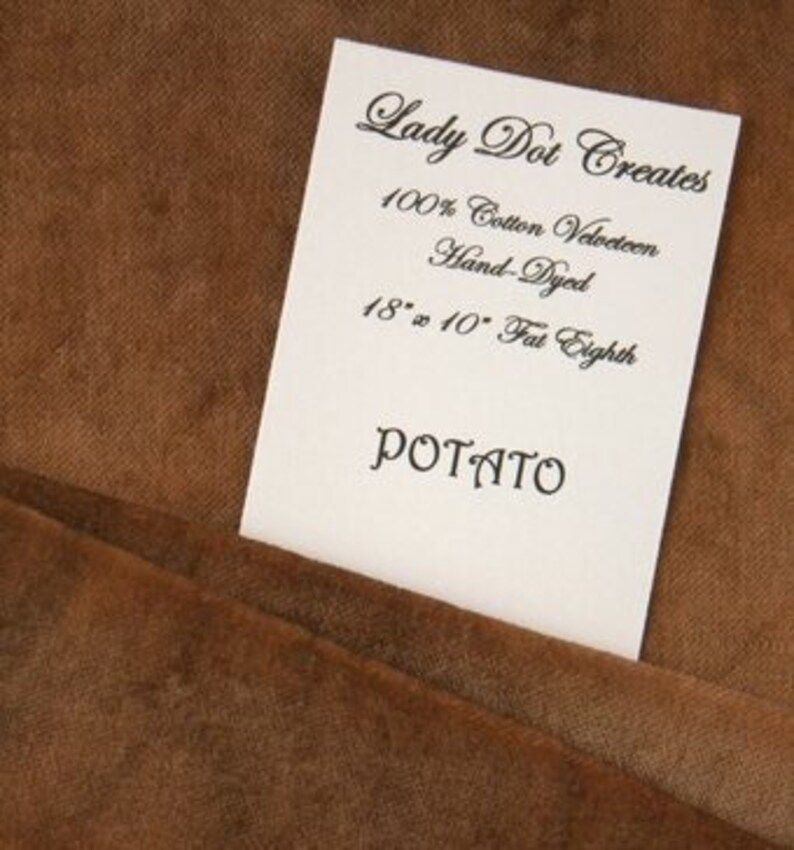 Lady Dot Creates
100% Cotton Velveteen
Hand-Dyed
18" x 10" Fat Eighth
POTATO